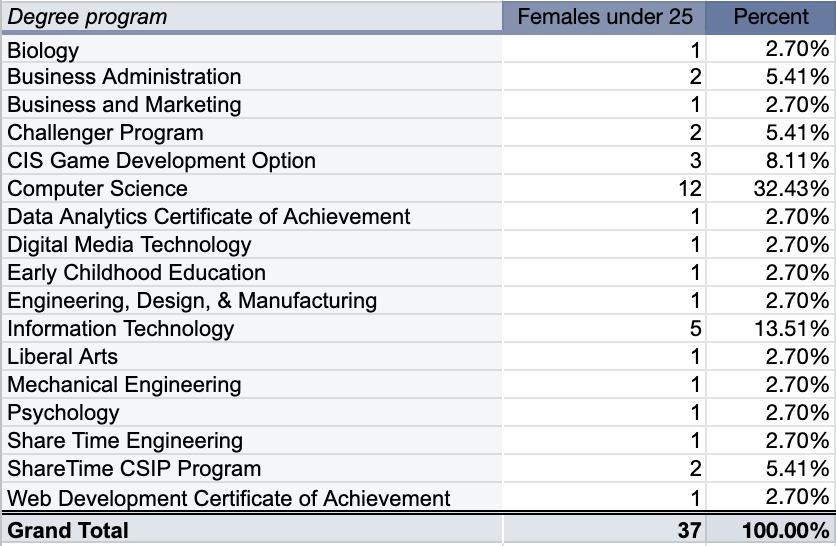 Degree program Females under 25 Percent
Biology 1 2.70%
Business Administration 2 5.41%
Business and Marketing 1 2.70%
Challenger Program 2 5.41%
CIS Game Development Option 3 8.11%
Computer Science 12 32.43%
Data Analytics Certificate of Achievement 1 2.70%
Digital Media Technology 1 2.70%
Early Childhood Education 1 2.70%
Engineering, Design, & Manufacturing 1 2.70%
Information Technology 5 13.51%
Liberal Arts 1 2.70%
Mechanical Engineering 1 2.70%
Psychology 1 2.70%
Share Time Engineering 1 2.70%
ShareTime CSIP Program 2 5.41%
Web Development Certificate of Achievement 1 2.70%
Grand Total 37 100.00%